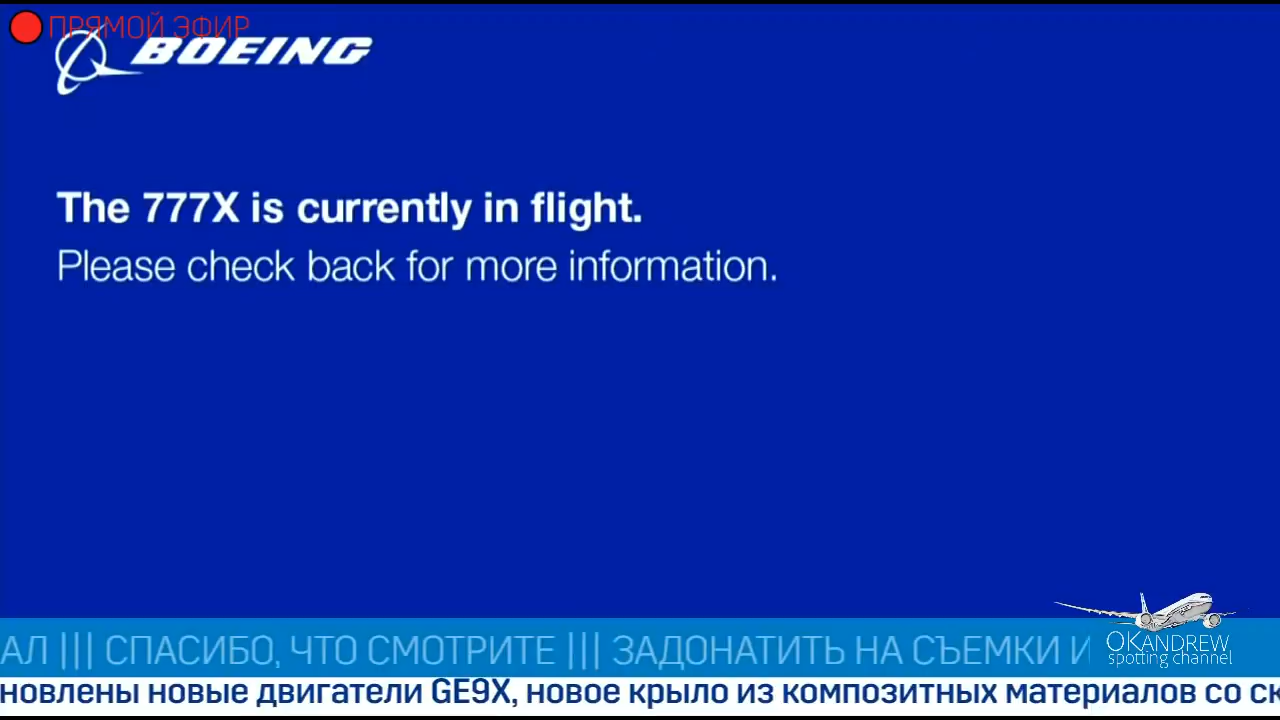 ПРЯМОЙ ЭФИР
BOEING
The 777X is currently in flight.
Please check back for more information.
АЛ ||| СПАСИБО, ЧТО СМОТРИТЕ ||| ЗАДОНАТИТЬ НА СЪЕМКИ И
OKANDREW
spotting channel
новлены новые двигатели GE9X, новое крыло из композитных материалов со ск